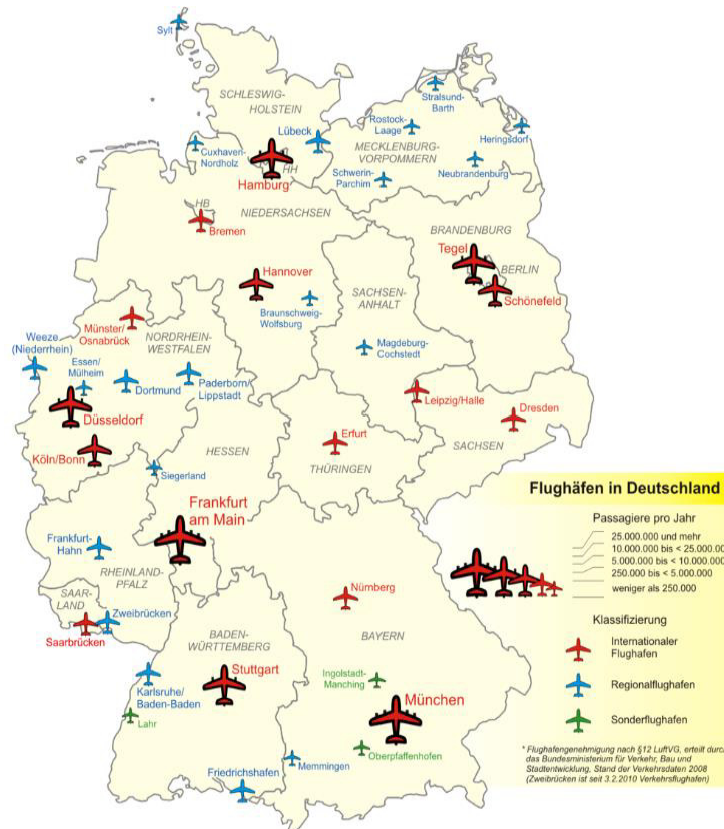 Sylt
SCHLESWIG-
HOLSTEIN
Stralsund-
Barth
Rostock-
Laage
Lübeck
Heringsdorf
Cuxhaven-
Nordholz
MECKLENBURG-
VORPOMMERN
HH
Hamburg
Schwerin-
Parchim
Neubrandenburg
HB
NIEDERSACHSEN
Bremen
BRANDENBURG
Tegel
BERLIN
Hannover
Schönefeld
SACHSEN-
ANHALT
Braunschweig-
Wolfsburg
Münster/
Osnabrück
NORDRHEIN-
WESTFALEN
Weeze
(Niederrhein)
Essen/
Mülheim
Magdeburg-
Cochstedt
Dortmund
Paderborn/
Lippstadt
Düsseldorf
Leipzig/Halle
Dresden
Köln/Bonn
HESSEN
Erfurt
SACHSEN
THÜRINGEN
Siegerland
Frankfurt
am Main
Frankfurt-
Hahn
RHEINLAND-
PFALZ
SAAR-
LAND
Zweibrücken
Saarbrücken
Nürnberg
BADEN-
WÜRTTEMBERG
BAYERN
Stuttgart
Karlsruhe/
Baden-Baden
Ingolstadt-
Manching
Lahr
München
Oberpfaffenhofen
Memmingen
Friedrichshafen
Flughäfen in Deutschland
Passagiere pro Jahr
25.000.000 und mehr
10.000.000 bis < 25.000.00
5.000.000 bis < 10.000.000
250.000 bis < 5.000.000
weniger als 250.000
Klassifizierung
Internationaler
Flughafen
Regionalflughafen
Sonderflughafen
* Flughafengenehmigung nach §12 LuftVG, erteilt durc
das Bundesministerium für Verkehr, Bau und
Stadtentwicklung, Stand der Verkehrsdaten 2008
(Zweibrücken ist seit 3.2.2010 Verkehrsflughafen)